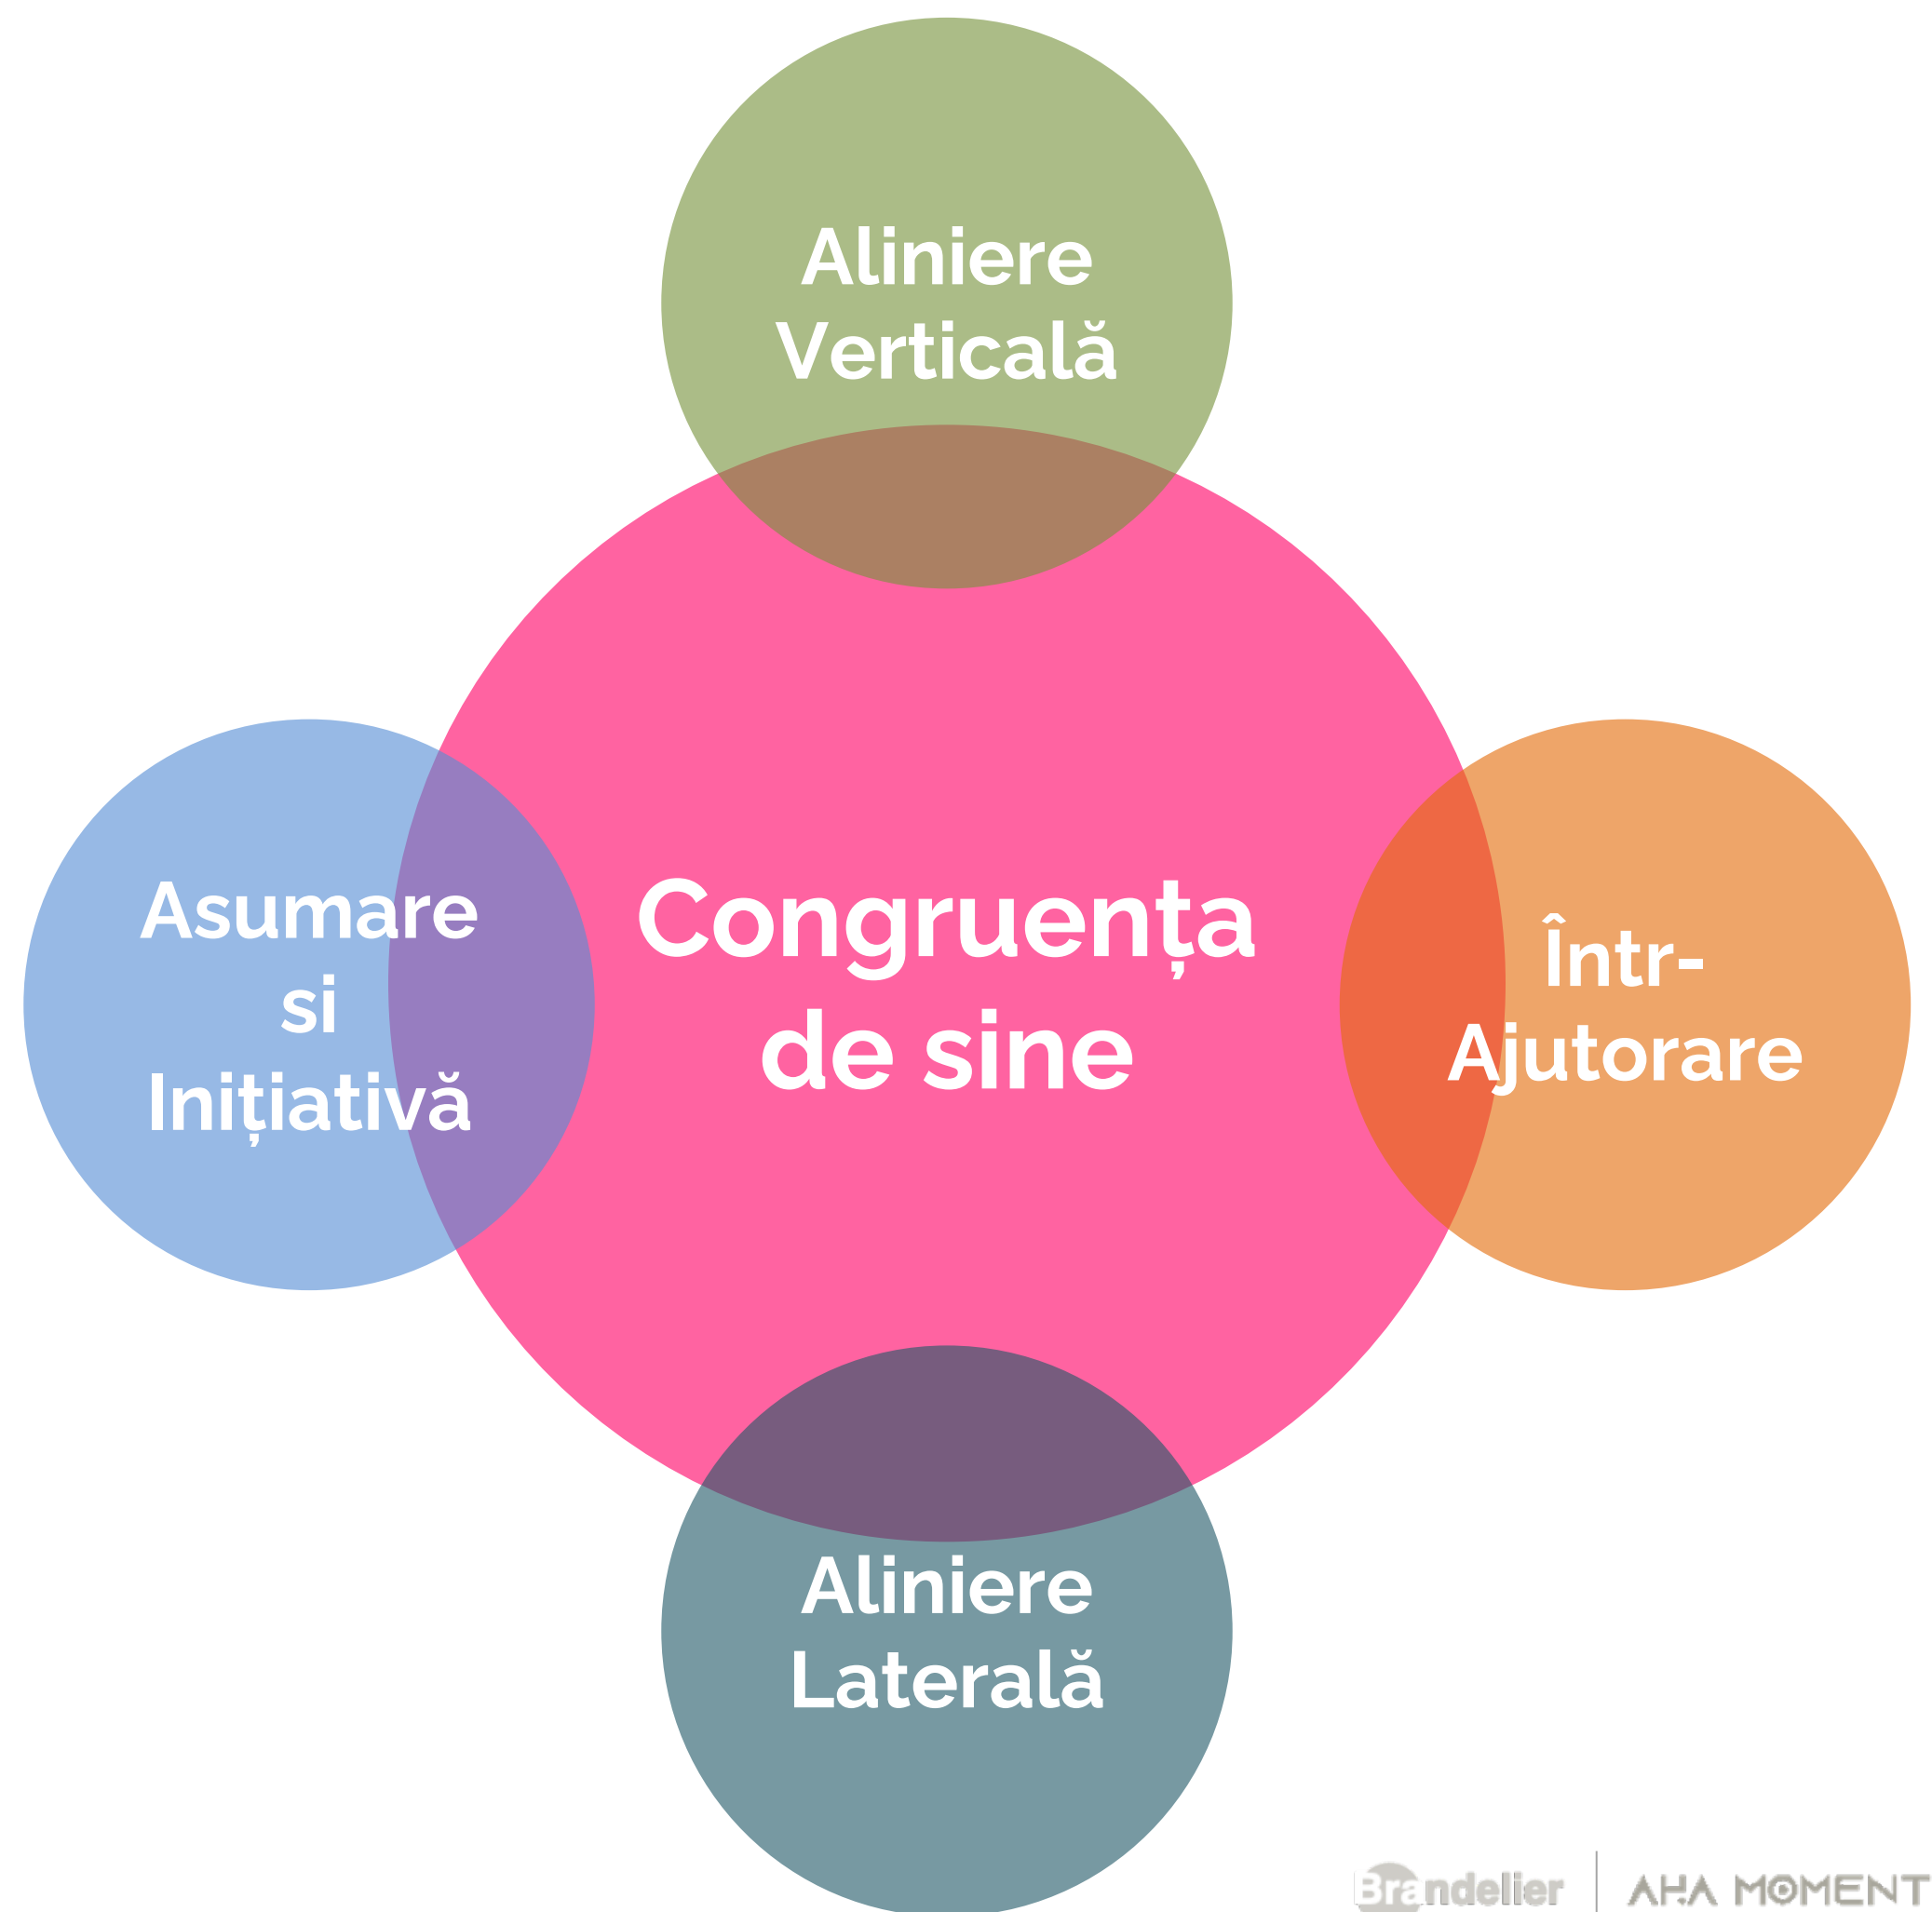 Aliniere
Verticală
Asumare
si
Inițiativă
Congruența
de sine
Într-
Ajutorare
Aliniere
Laterală
Brandelier
AHA MOMENT